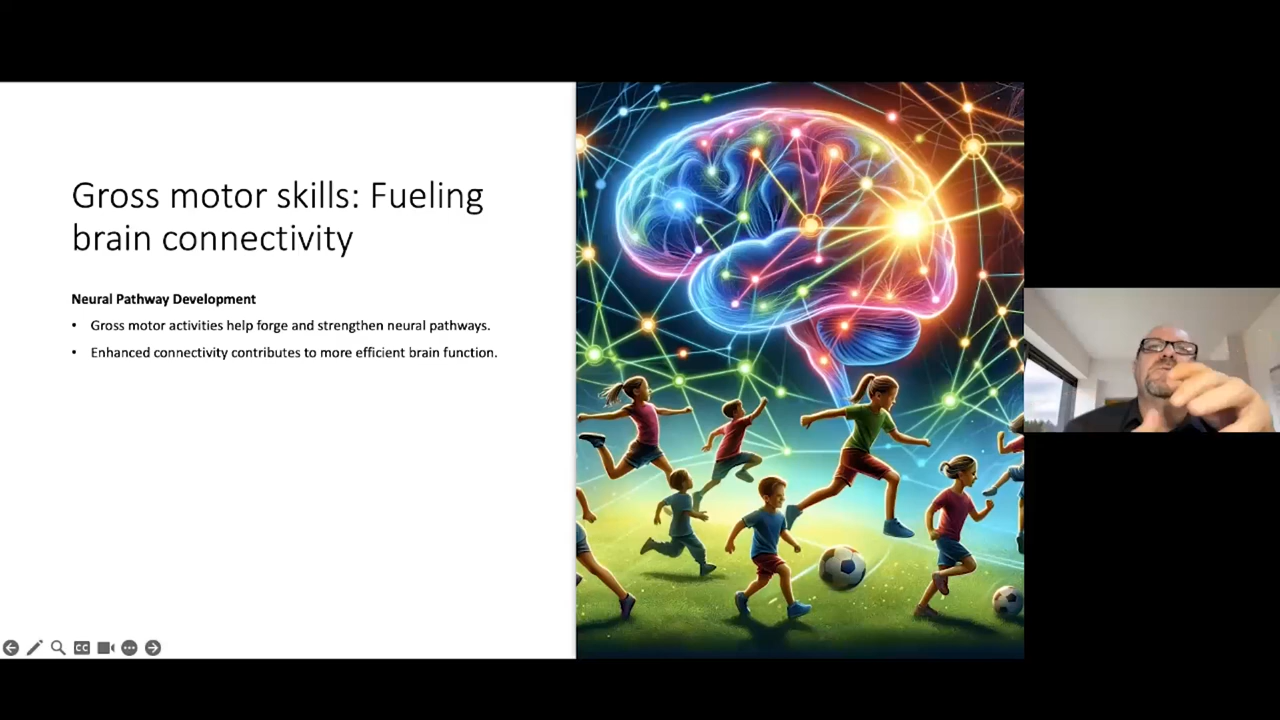 Gross motor skills: Fueling
brain connectivity
Neural Pathway Development
• Gross motor activities help forge and strengthen neural pathways.
• Enhanced connectivity contributes to more efficient brain function.
CC